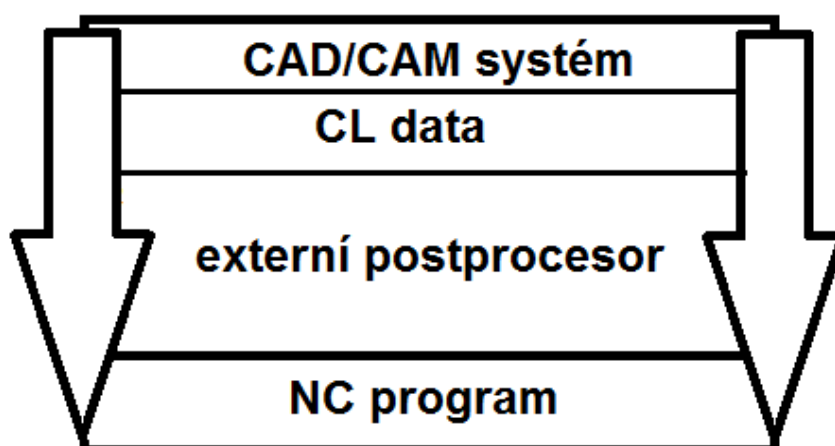 CAD/CAM systém
CL data
externí postprocesor
NC program